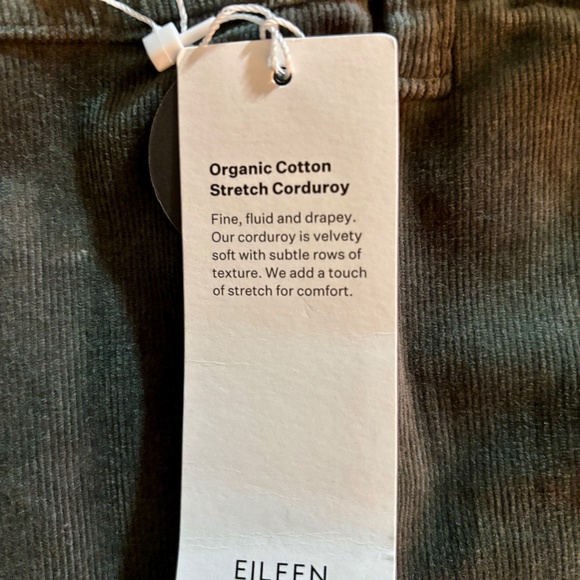 Organic Cotton
Stretch Corduroy
Fine, fluid and drapey.
Our corduroy is velvety
soft with subtle rows of
texture. We add a touch
of stretch for comfort.
EILEEN